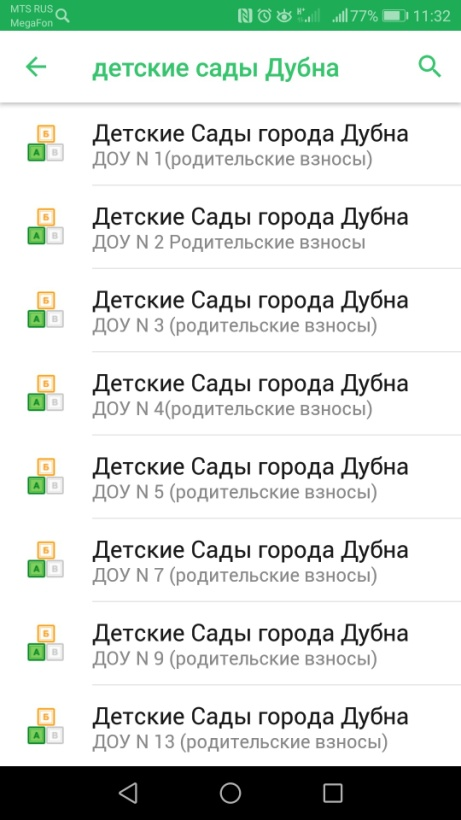 MTS RUS
MegaFon
77%
11:32
детские сады Дубна
Детские Сады города Дубна
ДОУ N 1(родительские взносы)
Детские Сады города Дубна
ДОУ N 2 Родительские взносы
Детские Сады города Дубна
ДОУ N 3 (родительские взносы)
Детские Сады города Дубна
ДОУ N 4(родительские взносы)
Детские Сады города Дубна
ДОУ N 5 (родительские взносы)
Детские Сады города Дубна
ДОУ N 7 (родительские взносы)
Детские Сады города Дубна
ДОУ N 9 (родительские взносы)
Детские Сады города Дубна
ДОУ N 13 (родительские взносы)